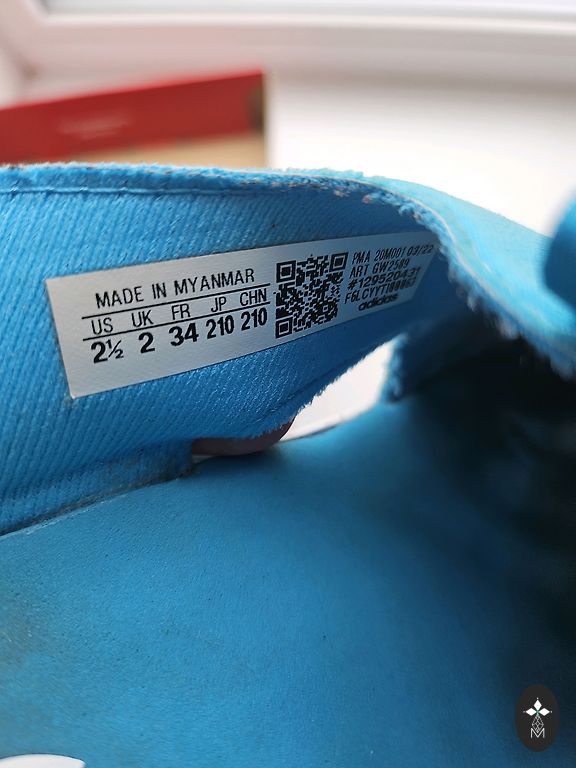 MADE IN MYANMAR
US UK FR JP CHN
2½ 2 34 210 210
PMA 20M001 03/22
ART GW2589
#129520431
adidas
M